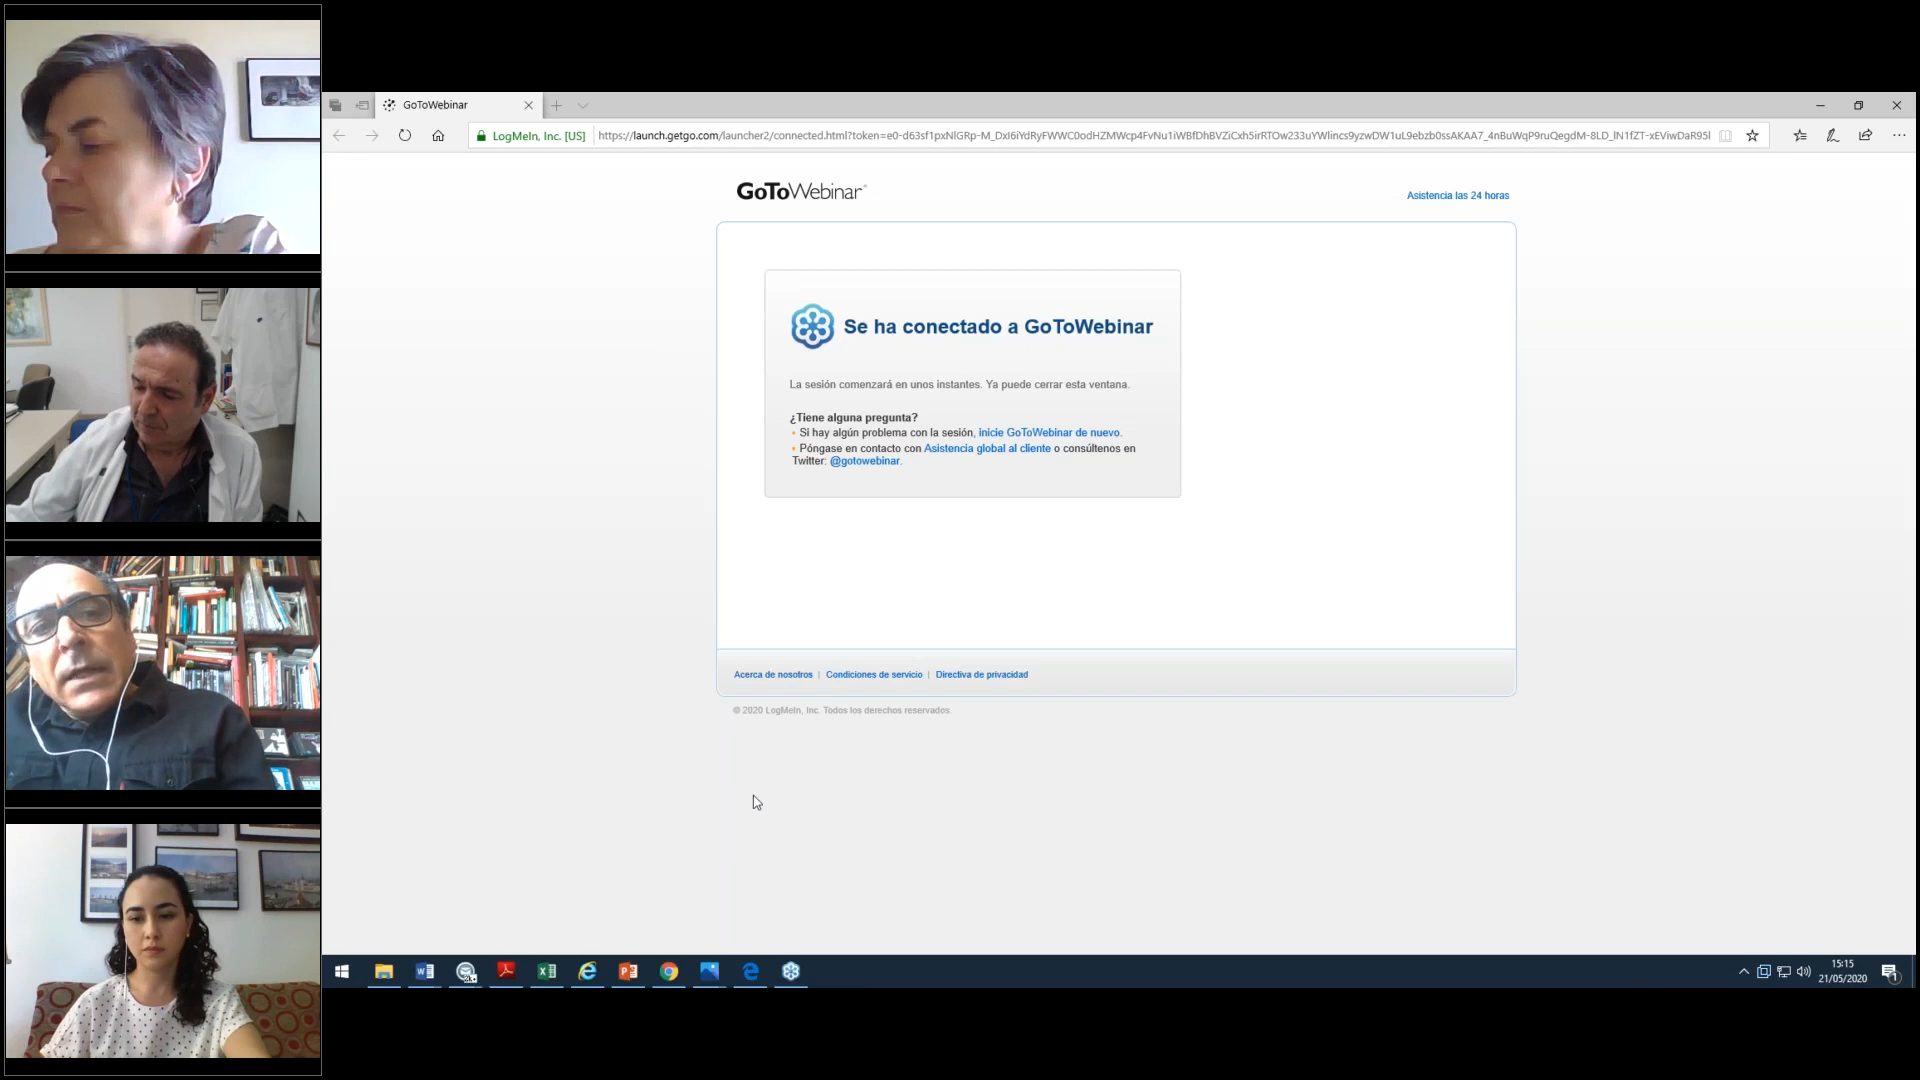 GoToWebinar
LogMeIn, Inc. [US]
https://launch.getgo.com/launcher2/connected.html?token=e0-d63sf1pxNlGRp-M_Dxl6iYdRyFWWC0odHZMWcp4FvNu1iWBfDhBVZiCxh5irRTOw233uYWlincs9yzwDW1uL9ebzb0ssAKAA7_4nBuWqP9ruQegdM-8LD_lN1fZT-xEViwDaR95l
GoToWebinar
Asistencia las 24 horas
Se ha conectado a GoToWebinar
La sesión comenzará en unos instantes. Ya puede cerrar esta ventana.
¿Tiene alguna pregunta?
Si hay algún problema con la sesión, inicie GoToWebinar de nuevo.
Póngase en contacto con Asistencia global al cliente o consúltenos en
Twitter: @gotowebinar.
Acerca de nosotros | Condiciones de servicio | Directiva de privacidad
© 2020 LogMeIn, Inc. Todos los derechos reservados.
15:15
21/05/2020